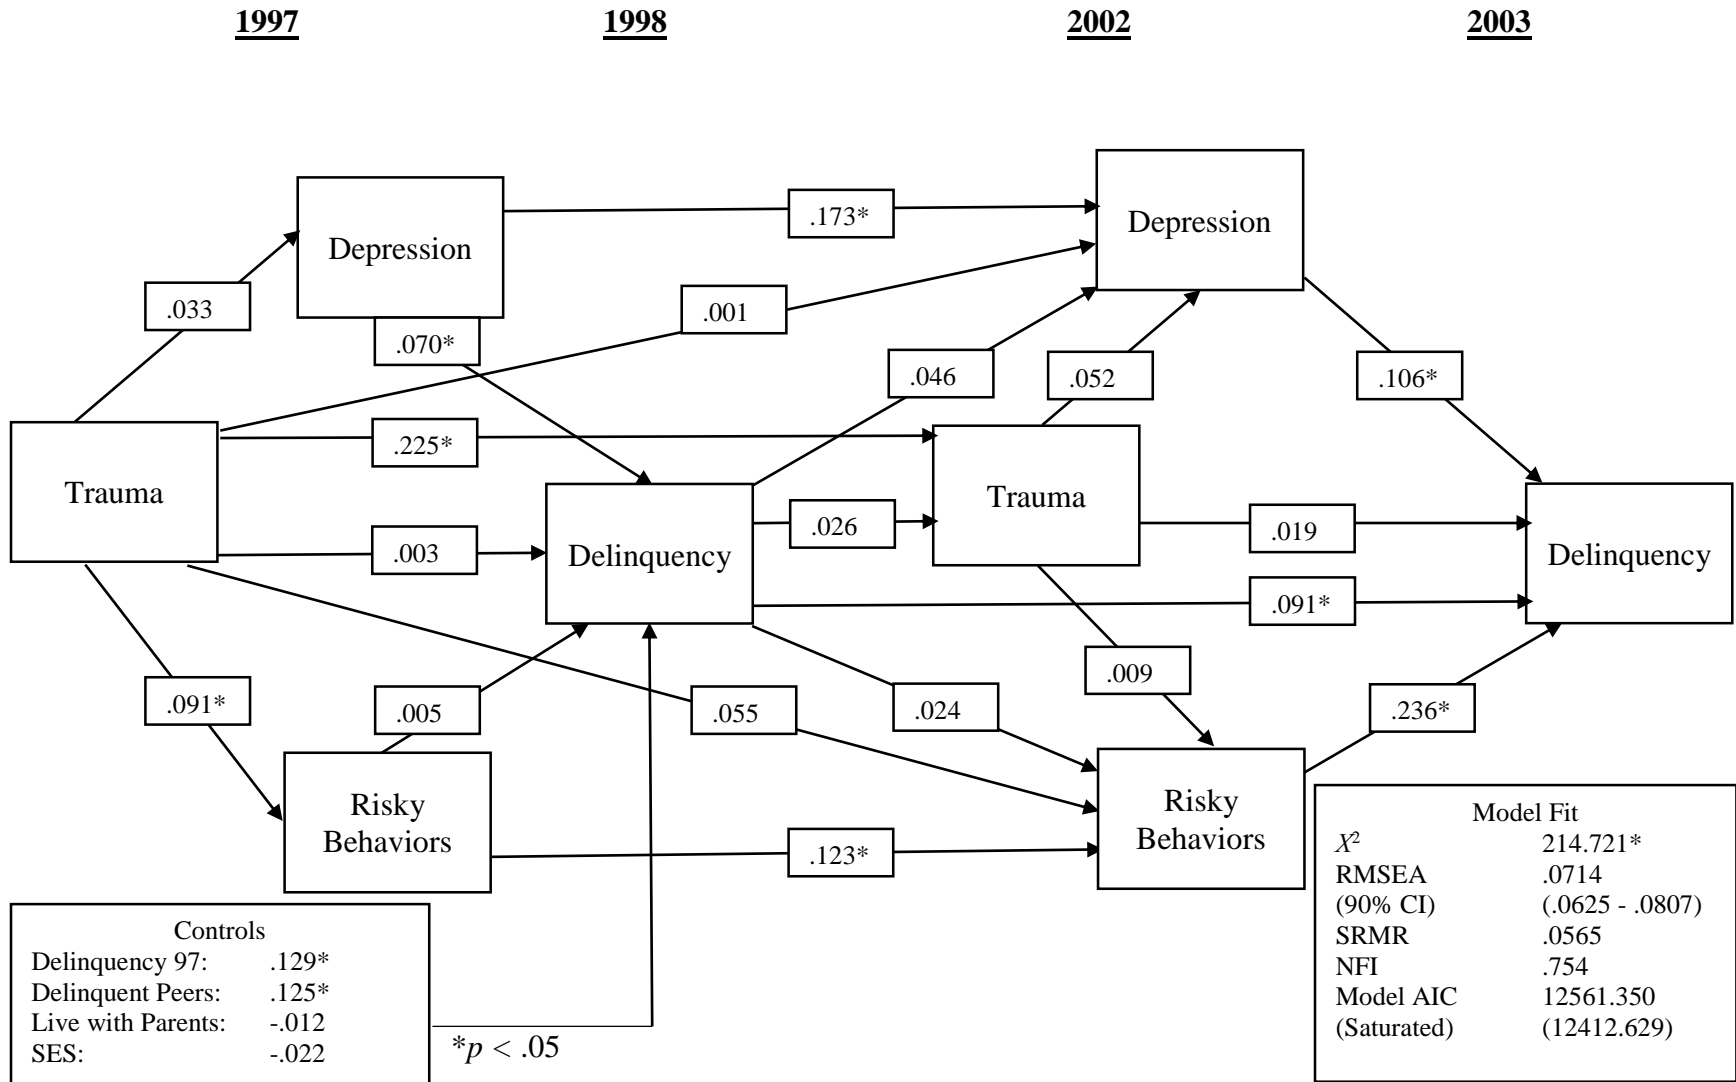 1997 1998 2002 2003
Depression
Depression
.173*
.033
.001
.070*
.046
.052
.106*
.225*
Trauma
Trauma
.026
.019
.003
Delinquency
Delinquency
.091*
.009
.091*
.005
.055
.024
.236*
Risky
Behaviors
Risky
Behaviors
.123*
Controls
Delinquency 97: .129*
Delinquent Peers: .125*
Live with Parents: -.012
SES: -.022
*p < .05
Model Fit
X² 214.721*
RMSEA .0714
(90% CI) (.0625 - .0807)
SRMR .0565
NFI .754
Model AIC 12561.350
(Saturated) (12412.629)